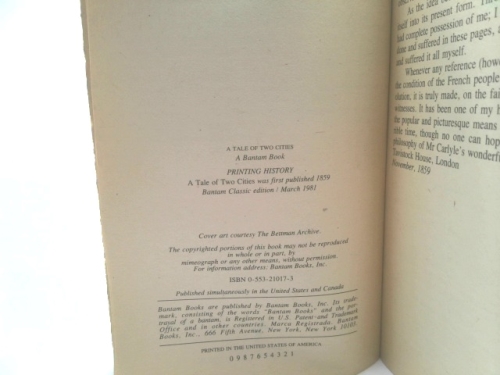 A TALE OF TWO CITIES
A Bantam Book
PRINTING HISTORY
A Tale of Two Cities was first published 1859
Bantam Classic edition / March 1981
Cover art courtesy The Bettman Archive.
The copyrighted portions of this book may not be reproduced
in whole or in part, by
mimeograph or any other means, without permission.
For information address: Bantam Books, Inc.
ISBN 0-553-21017-3
Published simultaneously in the United States and Canada
Bantam Books are published by Bantam Books, Inc. Its trade-
mark, consisting of the words "Bantam Books" and the por-
trayal of a bantam, is Registered in U.S. Patent and Trademark
Office and in other countries. Marca Registrada. Bantam
Books, Inc., 666 Fifth Avenue, New York, New York 10103.
PRINTED IN THE UNITED STATES OF AMERICA
0 9 8 7 6 5 4 3 2 1
As the idea
itself into its present form. 
had complete possession of me; I
done and suffered in these pages, a
and suffered it all myself.
Whenever any reference (how
the condition of the French people
it is truly made, on the fai
witnesses. It has been one of my h
the popular and picturesque means
time, though no one can hop
philosophy of Mr Carlyle's wonderfu
Tavistock House, London
November, 1859